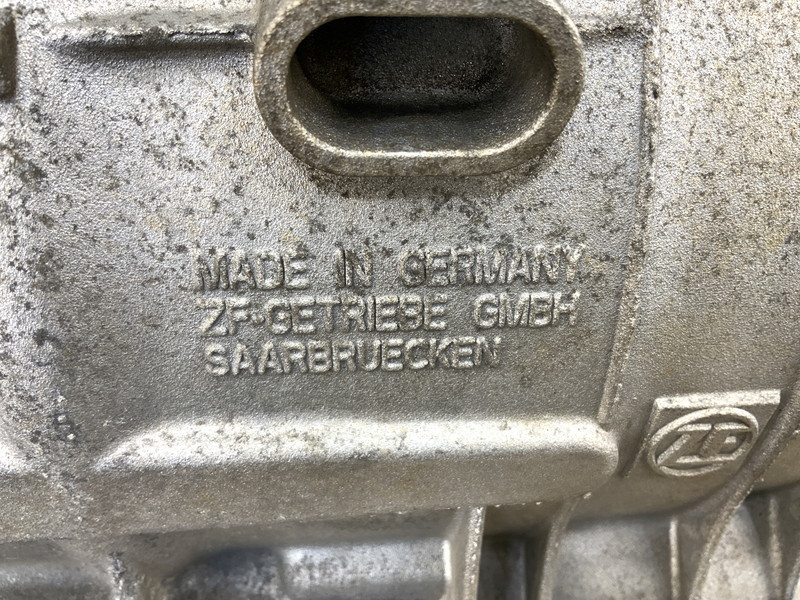 MADE IN GERMANY
ZF-GETRIEBE GMBH
SAARBRUECKEN
ZF